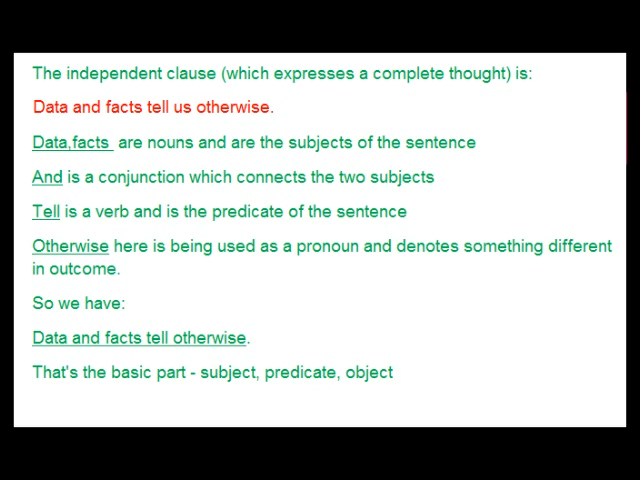 The independent clause (which expresses a complete thought) is:
Data and facts tell us otherwise.
Data,facts are nouns and are the subjects of the sentence
And is a conjunction which connects the two subjects
Tell is a verb and is the predicate of the sentence
Otherwise here is being used as a pronoun and denotes something different
in outcome.
So we have:
Data and facts tell otherwise.
That's the basic part - subject, predicate, object